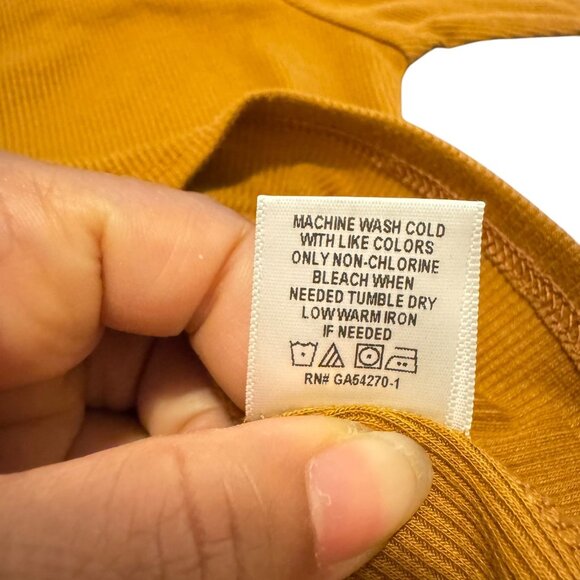 MACHINE WASH COLD
WITH LIKE COLORS
ONLY NON-CHLORINE
BLEACH WHEN
NEEDED TUMBLE DRY
LOW WARM IRON
IF NEEDED
RN# GA54270-1